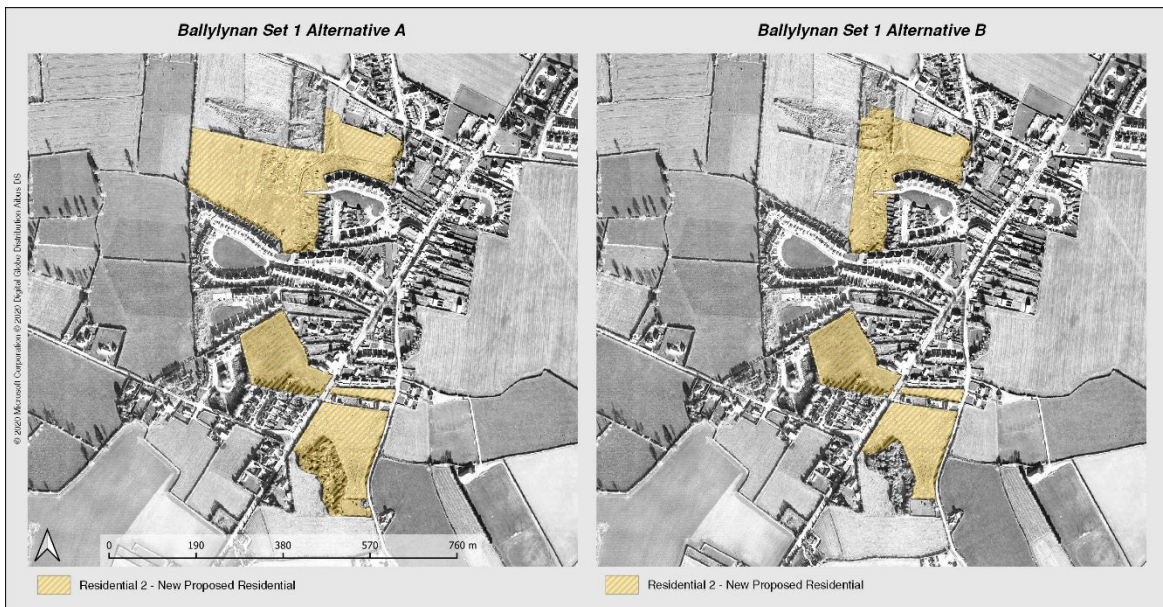 Ballylynan Set 1 Alternative A
Ballylynan Set 1 Alternative B
© 2020 Microsoft Corporation © 2020 Digital Globe Distribution Aibus DS
0 190 380 570 760 m
Residential 2 - New Proposed Residential
Residential 2 - New Proposed Residential